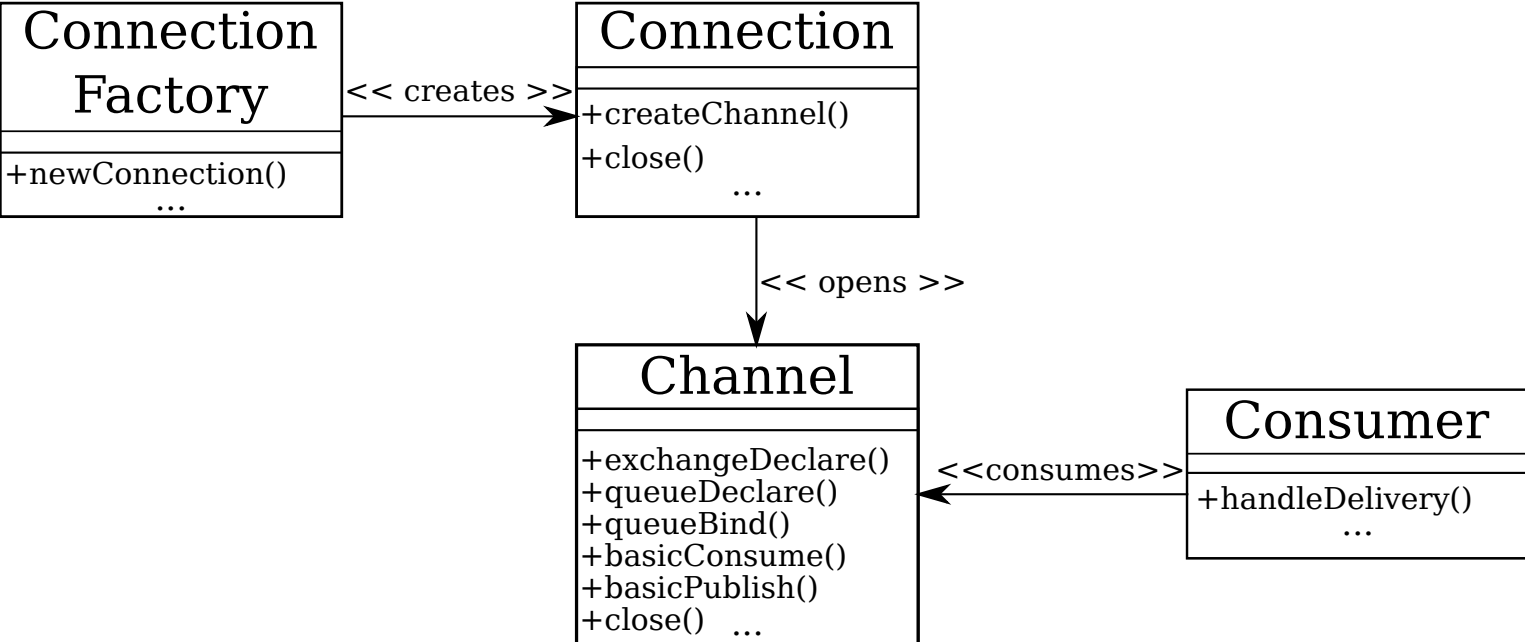 Connection
Factory
+newConnection()
...
<< creates >>
Connection
+createChannel()
+close()
...
<< opens >>
Channel
+exchangeDeclare()
+queueDeclare()
+queueBind()
+basicConsume()
+basicPublish()
+close()
...
<<consumes>>
Consumer
+handleDelivery()
...